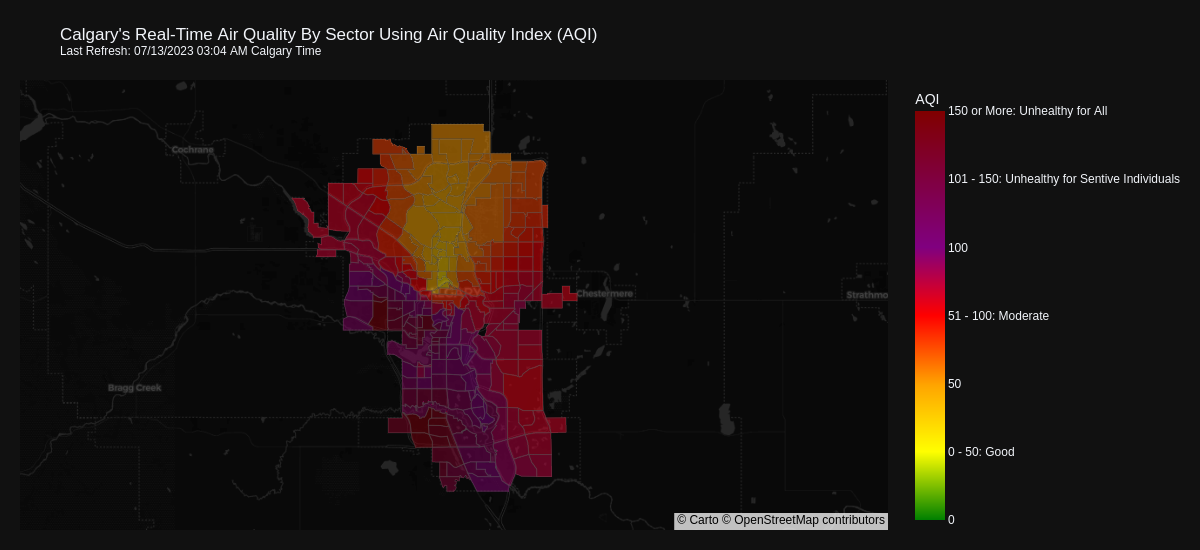 Calgary's Real-Time Air Quality By Sector Using Air Quality Index (AQI)
Last Refresh: 07/13/2023 03:04 AM Calgary Time
AQI
150 or More: Unhealthy for All
Cochrane
101 - 150: Unhealthy for Sentive Individuals
100
CALGARY
Chestermere
Strathmo
51 - 100: Moderate
50
Bragg Creek
0 - 50: Good
0
© Carto © OpenStreetMap contributors